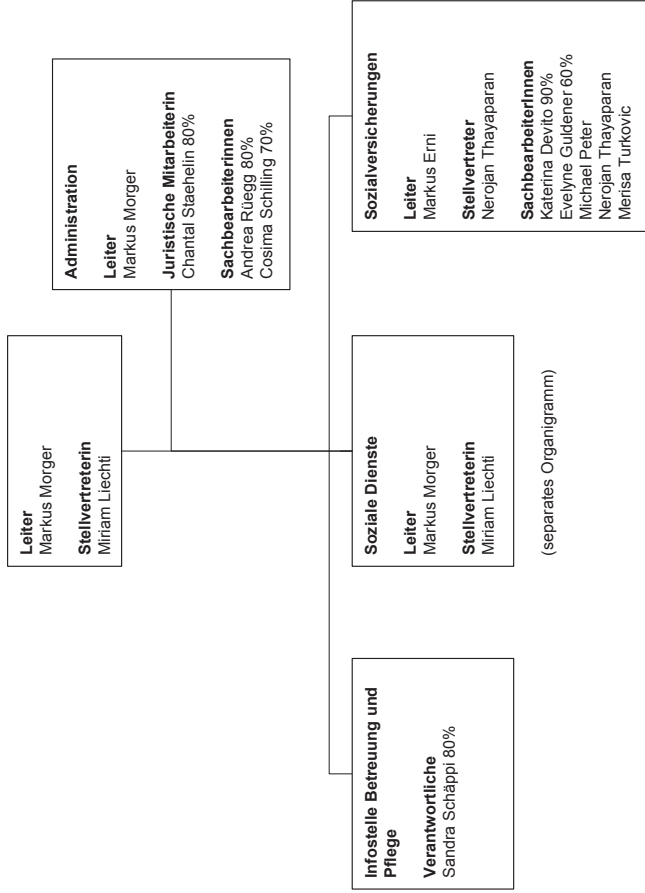 Leiter
Markus Morger
Stellvertreterin
Miriam Liechti
Administration
Leiter
Markus Morger
Juristische Mitarbeiterin
Chantal Staehelin 80%
Sachbearbeiterinnen
Andrea Rüegg 80%
Cosima Schilling 70%
Infostelle Betreuung und
Pflege
Verantwortliche
Sandra Schäppi 80%
Soziale Dienste
Leiter
Markus Morger
Stellvertreterin
Miriam Liechti
(separates Organigramm)
Sozialversicherungen
Leiter
Markus Erni
Stellvertreter
Nerojan Thayaparan
SachbearbeiterInnen
Katerina Devito 90%
Evelyne Guldener 60%
Michael Peter
Nerojan Thayaparan
Merisa Turkovic